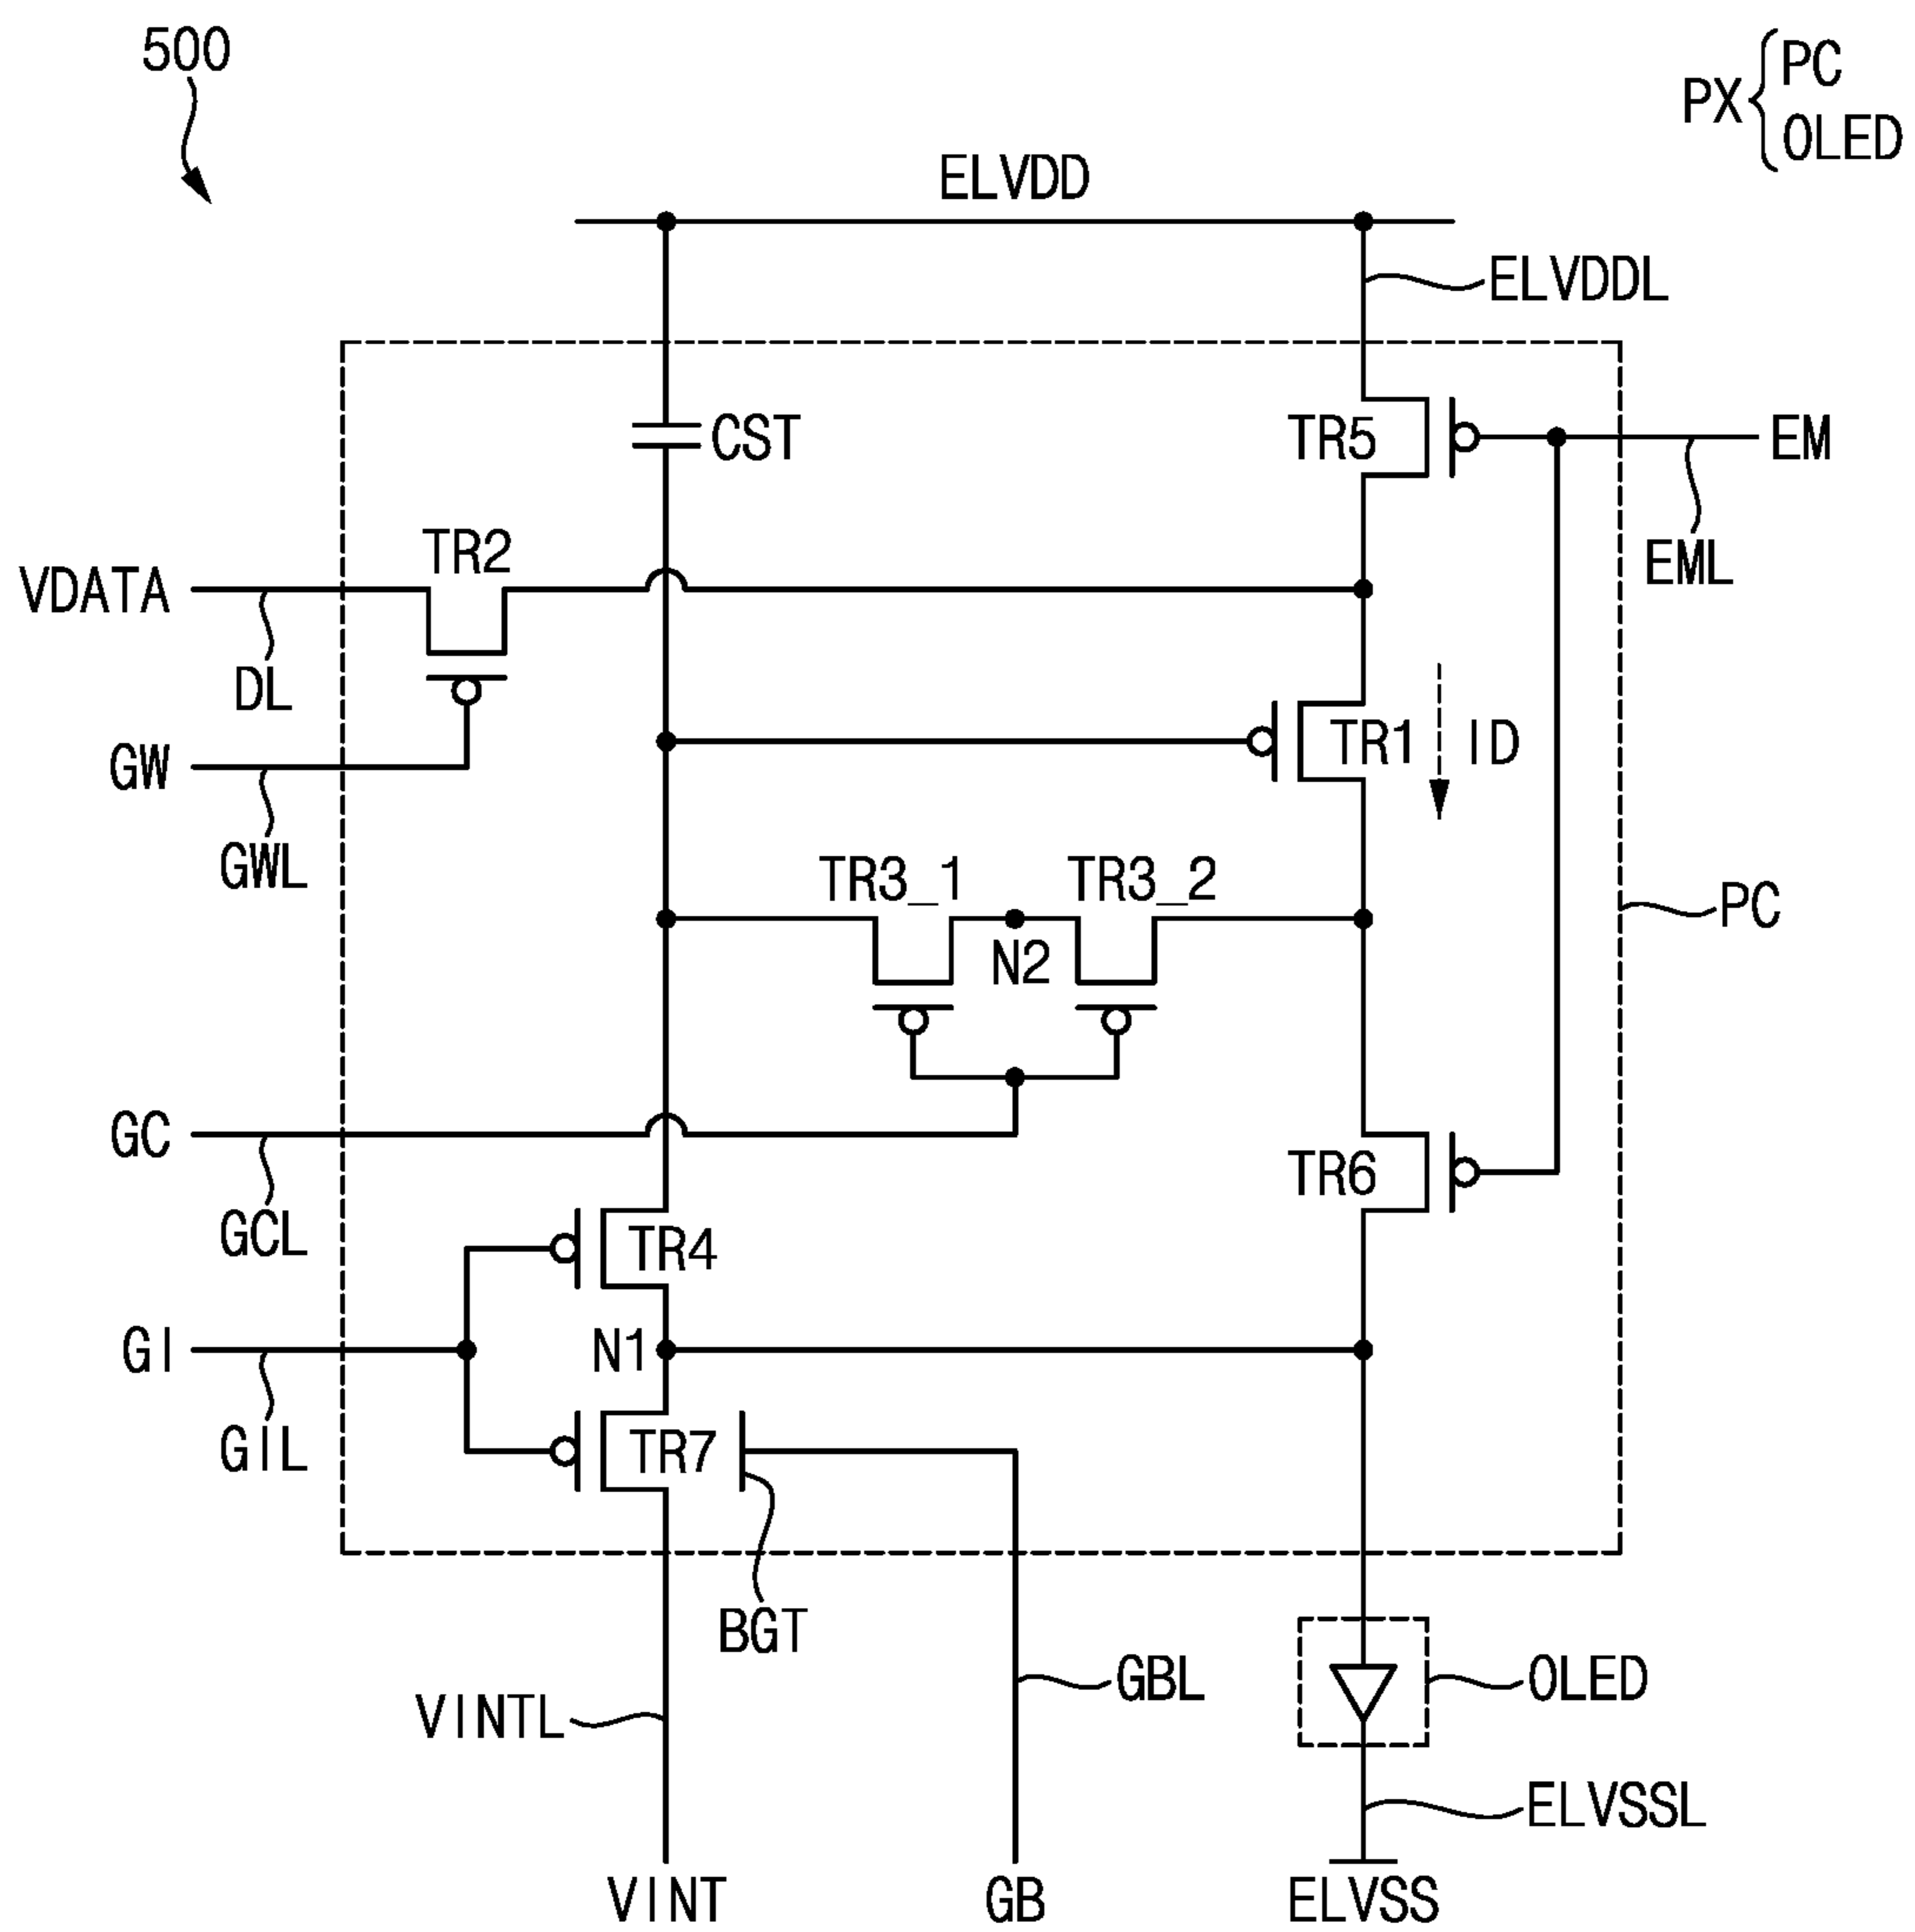 500
PX
PC
OLED
ELVDD
ELVDDL
CST
TR5
EM
EML
TR2
VDATA
DL
GW
GWL
TR1
ID
TR3_1
TR3_2
N2
PC
GC
GCL
TR6
TR4
GI
GIL
N1
TR7
BGT
GBL
VINTL
OLED
ELVSSL
VINT
GB
ELVSS